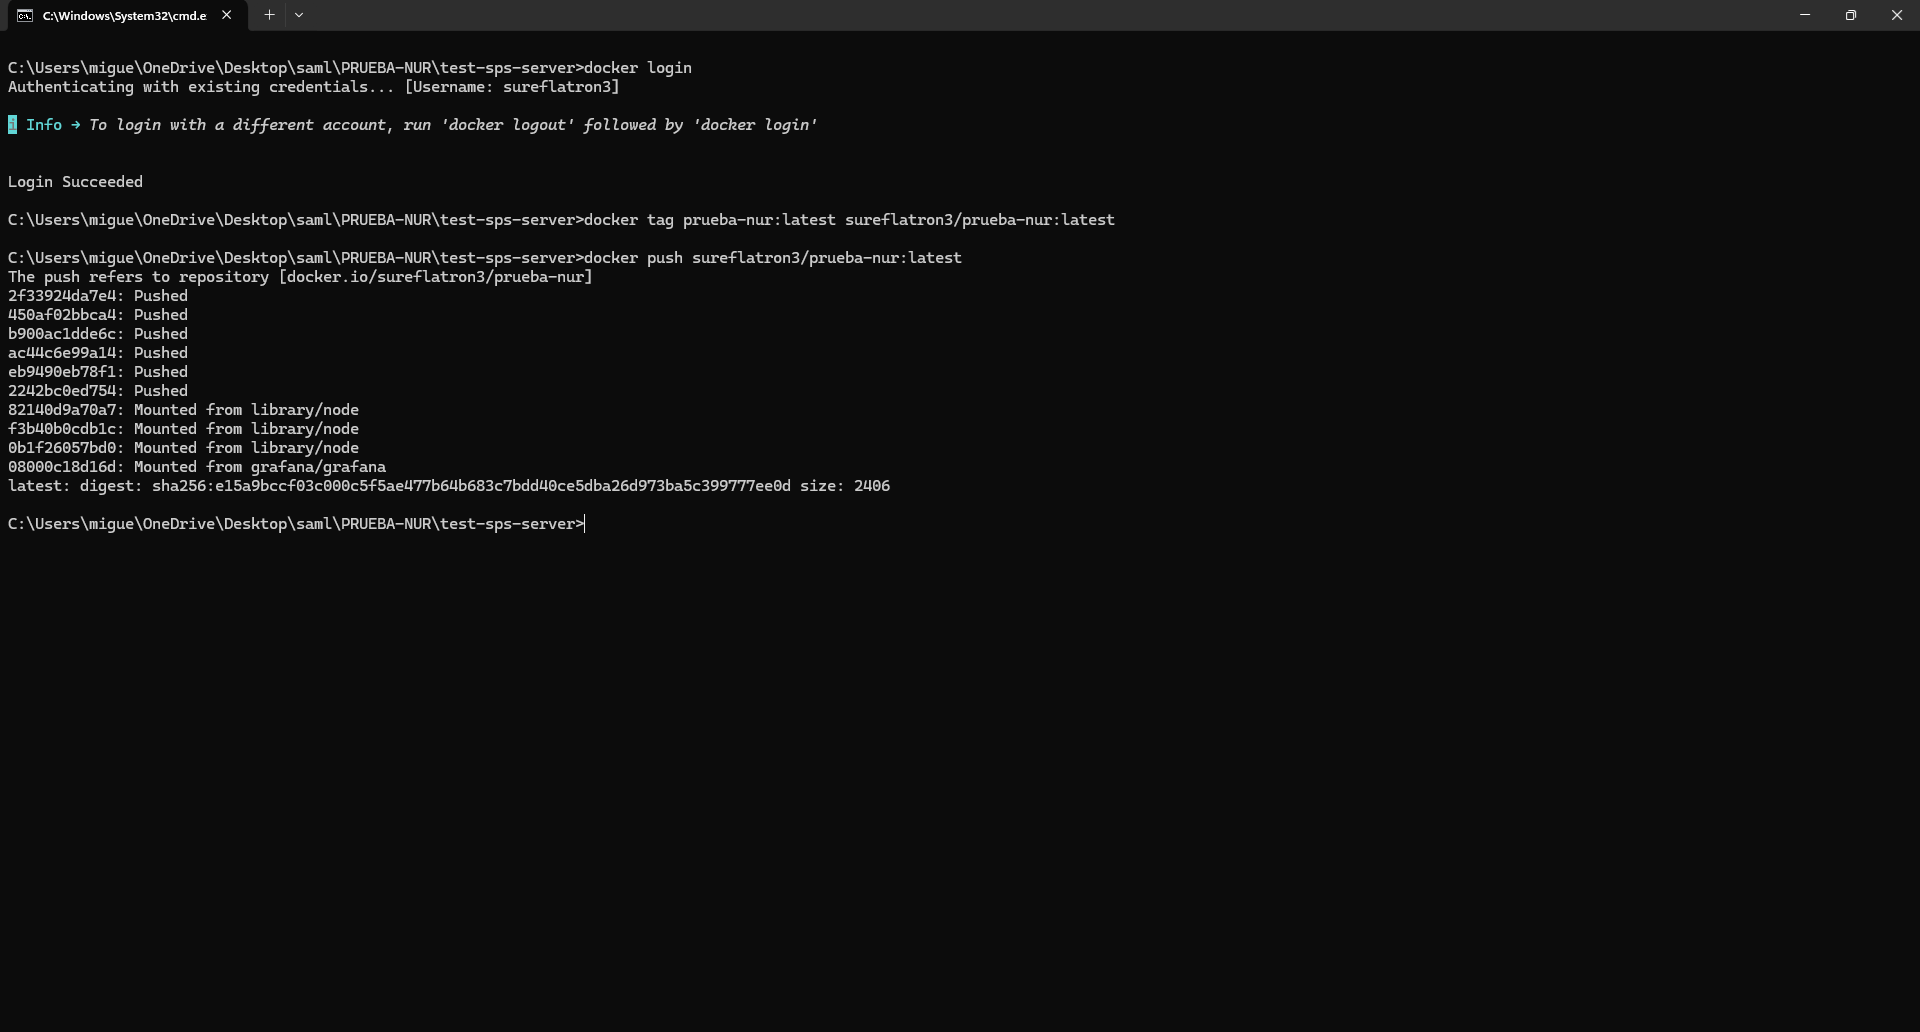 C:\Windows\System32\cmd.e
C:\Users\migue\OneDrive\Desktop\saml\PRUEBA-NUR\test-sps-server>docker login
Authenticating with existing credentials... [Username: sureflatron3]
i Info → To login with a different account, run 'docker logout' followed by 'docker login'
Login Succeeded
C:\Users\migue\OneDrive\Desktop\saml\PRUEBA-NUR\test-sps-server>docker tag prueba-nur:latest sureflatron3/prueba-nur:latest
C:\Users\migue\OneDrive\Desktop\saml\PRUEBA-NUR\test-sps-server>docker push sureflatron3/prueba-nur:latest
The push refers to repository [docker.io/sureflatron3/prueba-nur]
2f33924da7e4: Pushed
450af02bbca4: Pushed
b900ac1dde6c: Pushed
ac44c6e99a14: Pushed
eb9490eb78f1: Pushed
2242bc0ed754: Pushed
82140d9a70a7: Mounted from library/node
f3b40b0cdb1c: Mounted from library/node
0b1f26057bd0: Mounted from library/node
08000c18d16d: Mounted from grafana/grafana
latest: digest: sha256:e15a9bccf03c000c5f5ae477b64b683c7bdd40ce5dba26d973ba5c399777ee0d size: 2406
C:\Users\migue\OneDrive\Desktop\saml\PRUEBA-NUR\test-sps-server>